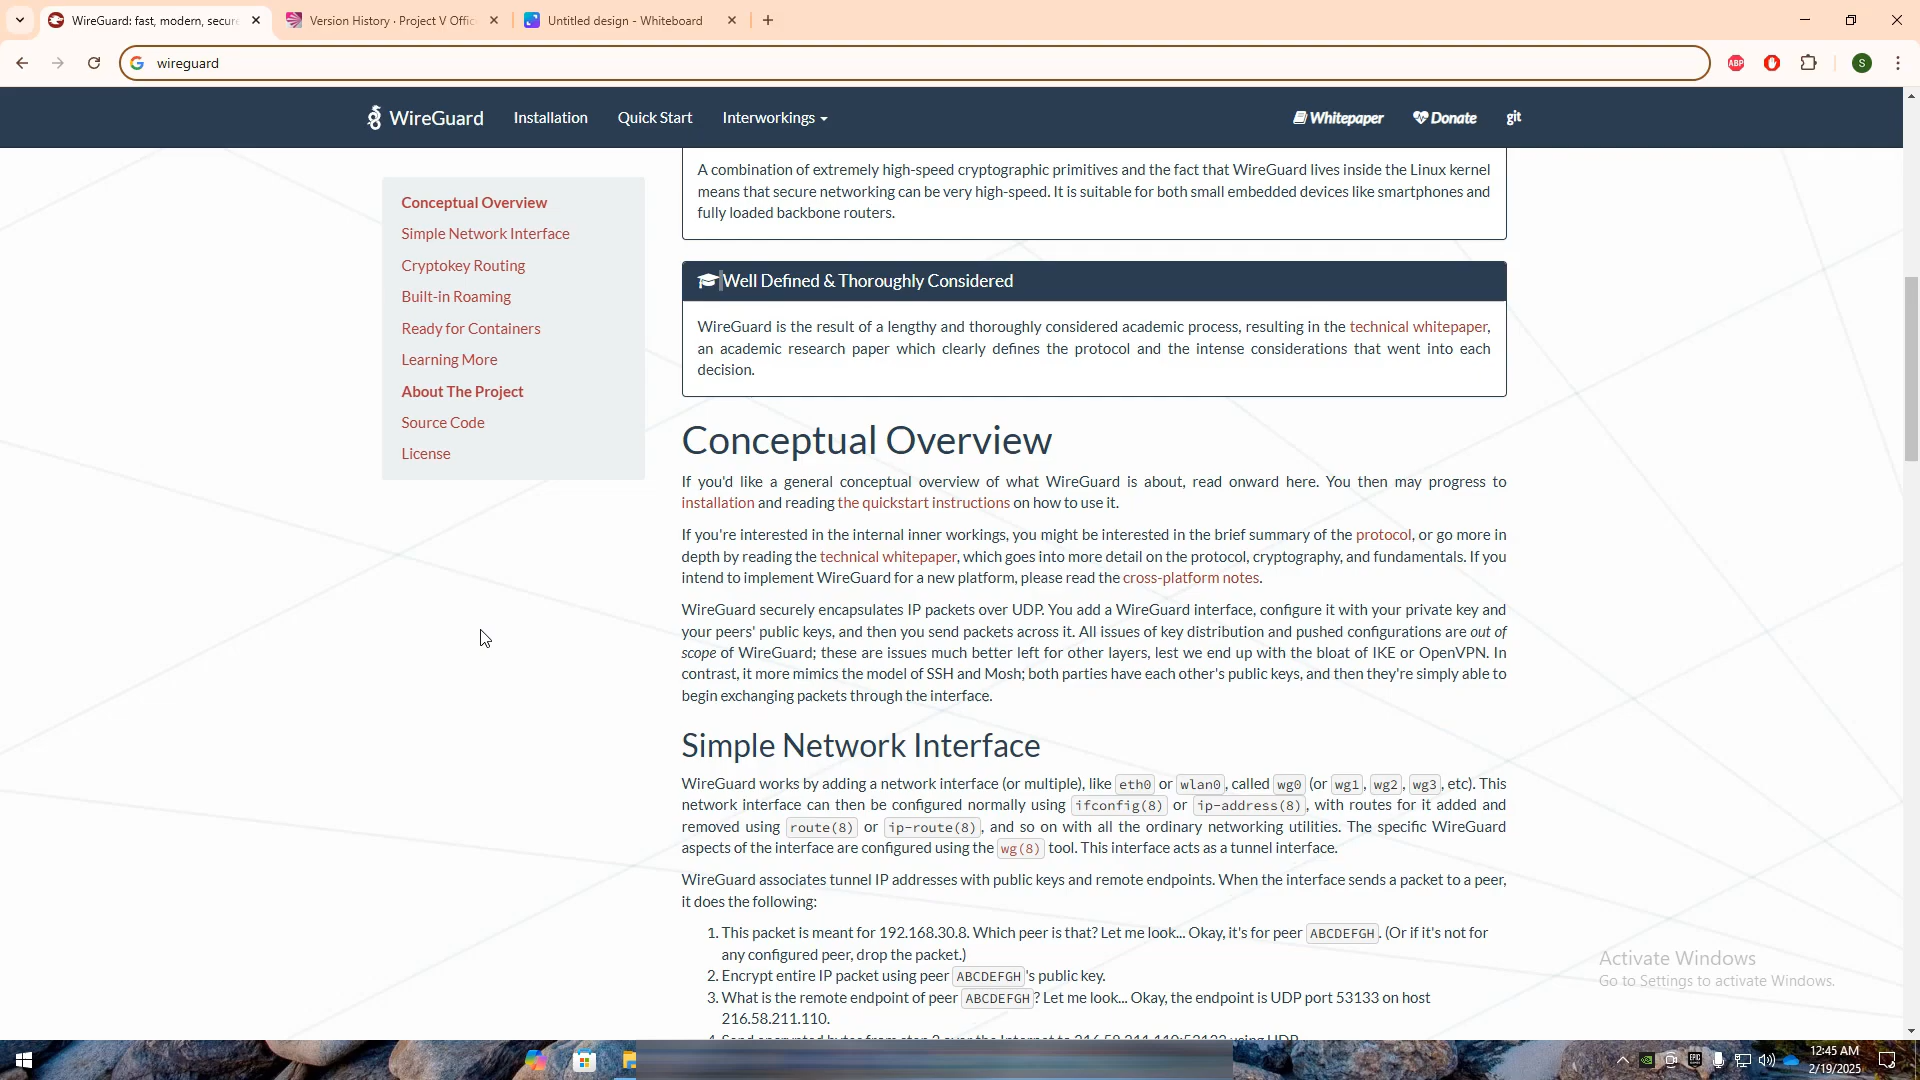 WireGuard: fast, modern, secure
Version History · Project V Offic
Untitled design - Whiteboard
wireguard
ABP
S
WireGuard
Installation
Quick Start
Interworkings
Whitepaper
Donate
git
Conceptual Overview
Simple Network Interface
Cryptokey Routing
Built-in Roaming
Ready for Containers
Learning More
About The Project
Source Code
License
A combination of extremely high-speed cryptographic primitives and the fact that WireGuard lives inside the Linux kernel
means that secure networking can be very high-speed. It is suitable for both small embedded devices like smartphones and
fully loaded backbone routers.
Well Defined & Thoroughly Considered
WireGuard is the result of a lengthy and thoroughly considered academic process, resulting in the technical whitepaper,
an academic research paper which clearly defines the protocol and the intense considerations that went into each
decision.
Conceptual Overview
If you'd like a general conceptual overview of what WireGuard is about, read onward here. You then may progress to
installation and reading the quickstart instructions on how to use it.
If you're interested in the internal inner workings, you might be interested in the brief summary of the protocol, or go more in
depth by reading the technical whitepaper, which goes into more detail on the protocol, cryptography, and fundamentals. If you
intend to implement WireGuard for a new platform, please read the cross-platform notes.
WireGuard securely encapsulates IP packets over UDP. You add a WireGuard interface, configure it with your private key and
your peers' public keys, and then you send packets across it. All issues of key distribution and pushed configurations are out of
scope of WireGuard; these are issues much better left for other layers, lest we end up with the bloat of IKE or OpenVPN. In
contrast, it more mimics the model of SSH and Mosh; both parties have each other's public keys, and then they're simply able to
begin exchanging packets through the interface.
Simple Network Interface
WireGuard works by adding a network interface (or multiple), like eth0 or wlan0, called wg0 (or wg1, wg2, wg3, etc). This
network interface can then be configured normally using ifconfig(8) or ip-address(8), with routes for it added and
removed using route(8) or ip-route(8), and so on with all the ordinary networking utilities. The specific WireGuard
aspects of the interface are configured using the wg(8) tool. This interface acts as a tunnel interface.
WireGuard associates tunnel IP addresses with public keys and remote endpoints. When the interface sends a packet to a peer,
it does the following:
1. This packet is meant for 192.168.30.8. Which peer is that? Let me look... Okay, it's for peer ABCDEFGH. (Or if it's not for
any configured peer, drop the packet.)
2. Encrypt entire IP packet using peer ABCDEFGH's public key.
3. What is the remote endpoint of peer ABCDEFGH? Let me look... Okay, the endpoint is UDP port 53133 on host
216.58.211.110.
4. Send encrypted bytes from step 2 over the Internet to 216.58.211.110:53133 using UDP.
Activate Windows
Go to Settings to activate Windows.
EPIC
12:45 AM
2/19/2025